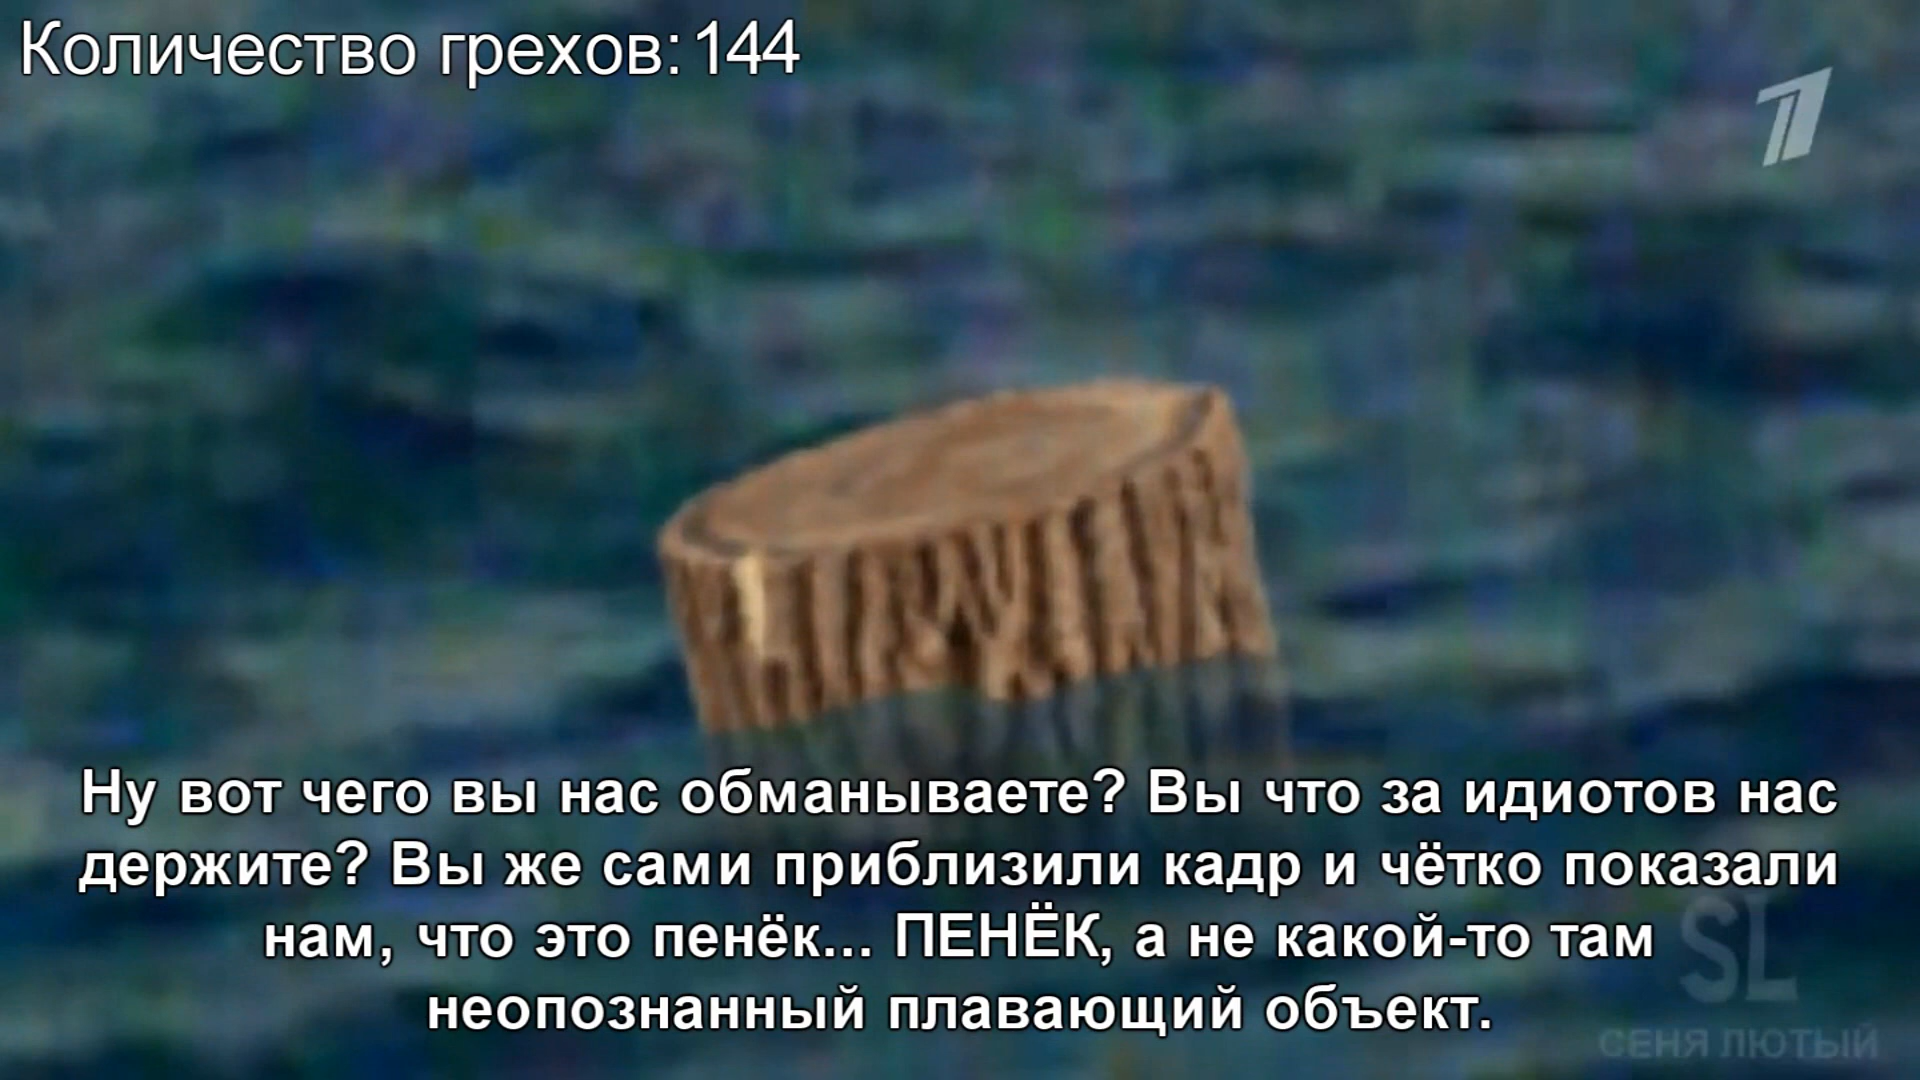 Количество грехов: 144
1
Ну вот чего вы нас обманываете? Вы что за идиотов нас
держите? Вы же сами приблизили кадр и чётко показали
нам, что это пенёк... ПЕНЁК, а не какой-то там
неопознанный плавающий объект.
SL
СЕНЯ ЛЮТЫЙ